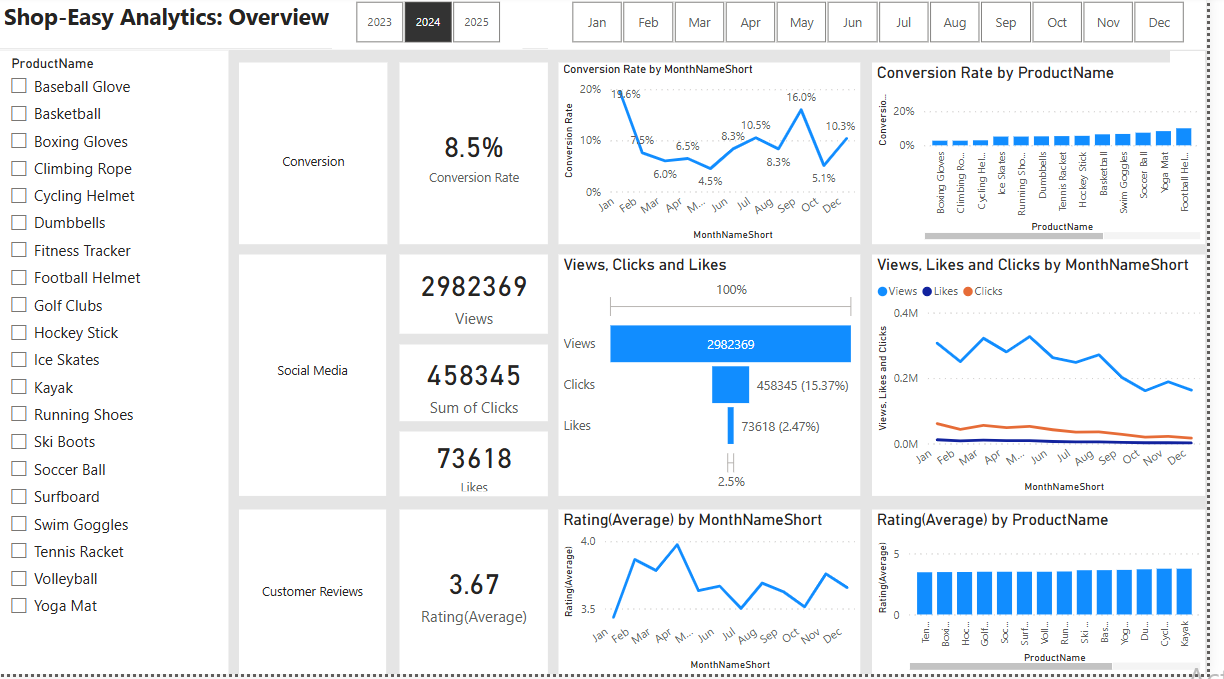 Shop-Easy Analytics: Overview
2023 2024 2025
Jan Feb Mar Apr May Jun Jul Aug Sep Oct Nov Dec
ProductName
Baseball Glove
Basketball
Boxing Gloves
Climbing Rope
Cycling Helmet
Dumbbells
Fitness Tracker
Football Helmet
Golf Clubs
Hockey Stick
Ice Skates
Kayak
Running Shoes
Ski Boots
Soccer Ball
Surfboard
Swim Goggles
Tennis Racket
Volleyball
Yoga Mat
Conversion
8.5%
Conversion Rate
Conversion Rate by MonthNameShort
Conversion Rate
20%
10%
0%
19.6%
7.5%
6.0%
6.5%
4.5%
8.3%
10.5%
8.3%
16.0%
5.1%
10.3%
Jan Feb Mar Apr M... Jun Jul Aug Sep Oct Dec
MonthNameShort
Conversion Rate by ProductName
Conversio...
20%
0%
Boxing Gloves
Climbing Ro...
Cycling Hel...
Ice Skates
Running Sho...
Dumbbells
Tennis Racket
Hockey Stick
Basketball
Swim Goggles
Soccer Ball
Yoga Mat
Football Hel...
ProductName
Social Media
2982369
Views
458345
Sum of Clicks
73618
Likes
Views, Clicks and Likes
100%
Views 2982369
Clicks 458345 (15.37%)
Likes 73618 (2.47%)
2.5%
Views, Likes and Clicks by MonthNameShort
Views Likes Clicks
Views, Likes and Clicks
0.4M
0.2M
0.0M
Jan Feb Mar Apr M... Jun Jul Aug Sep Oct Nov Dec
MonthNameShort
Customer Reviews
3.67
Rating(Average)
Rating(Average) by MonthNameShort
Rating(Average)
4.0
3.5
Jan Feb Mar Apr M... Jun Jul Aug Sep Oct Nov Dec
MonthNameShort
Rating(Average) by ProductName
Rating(Average)
5
0
Ten...
Boxi...
Hoc...
Golf...
Soc...
Surf...
Voll...
Run...
Ski ...
Bas...
Yog...
Du...
Cycl...
Kayak
ProductName